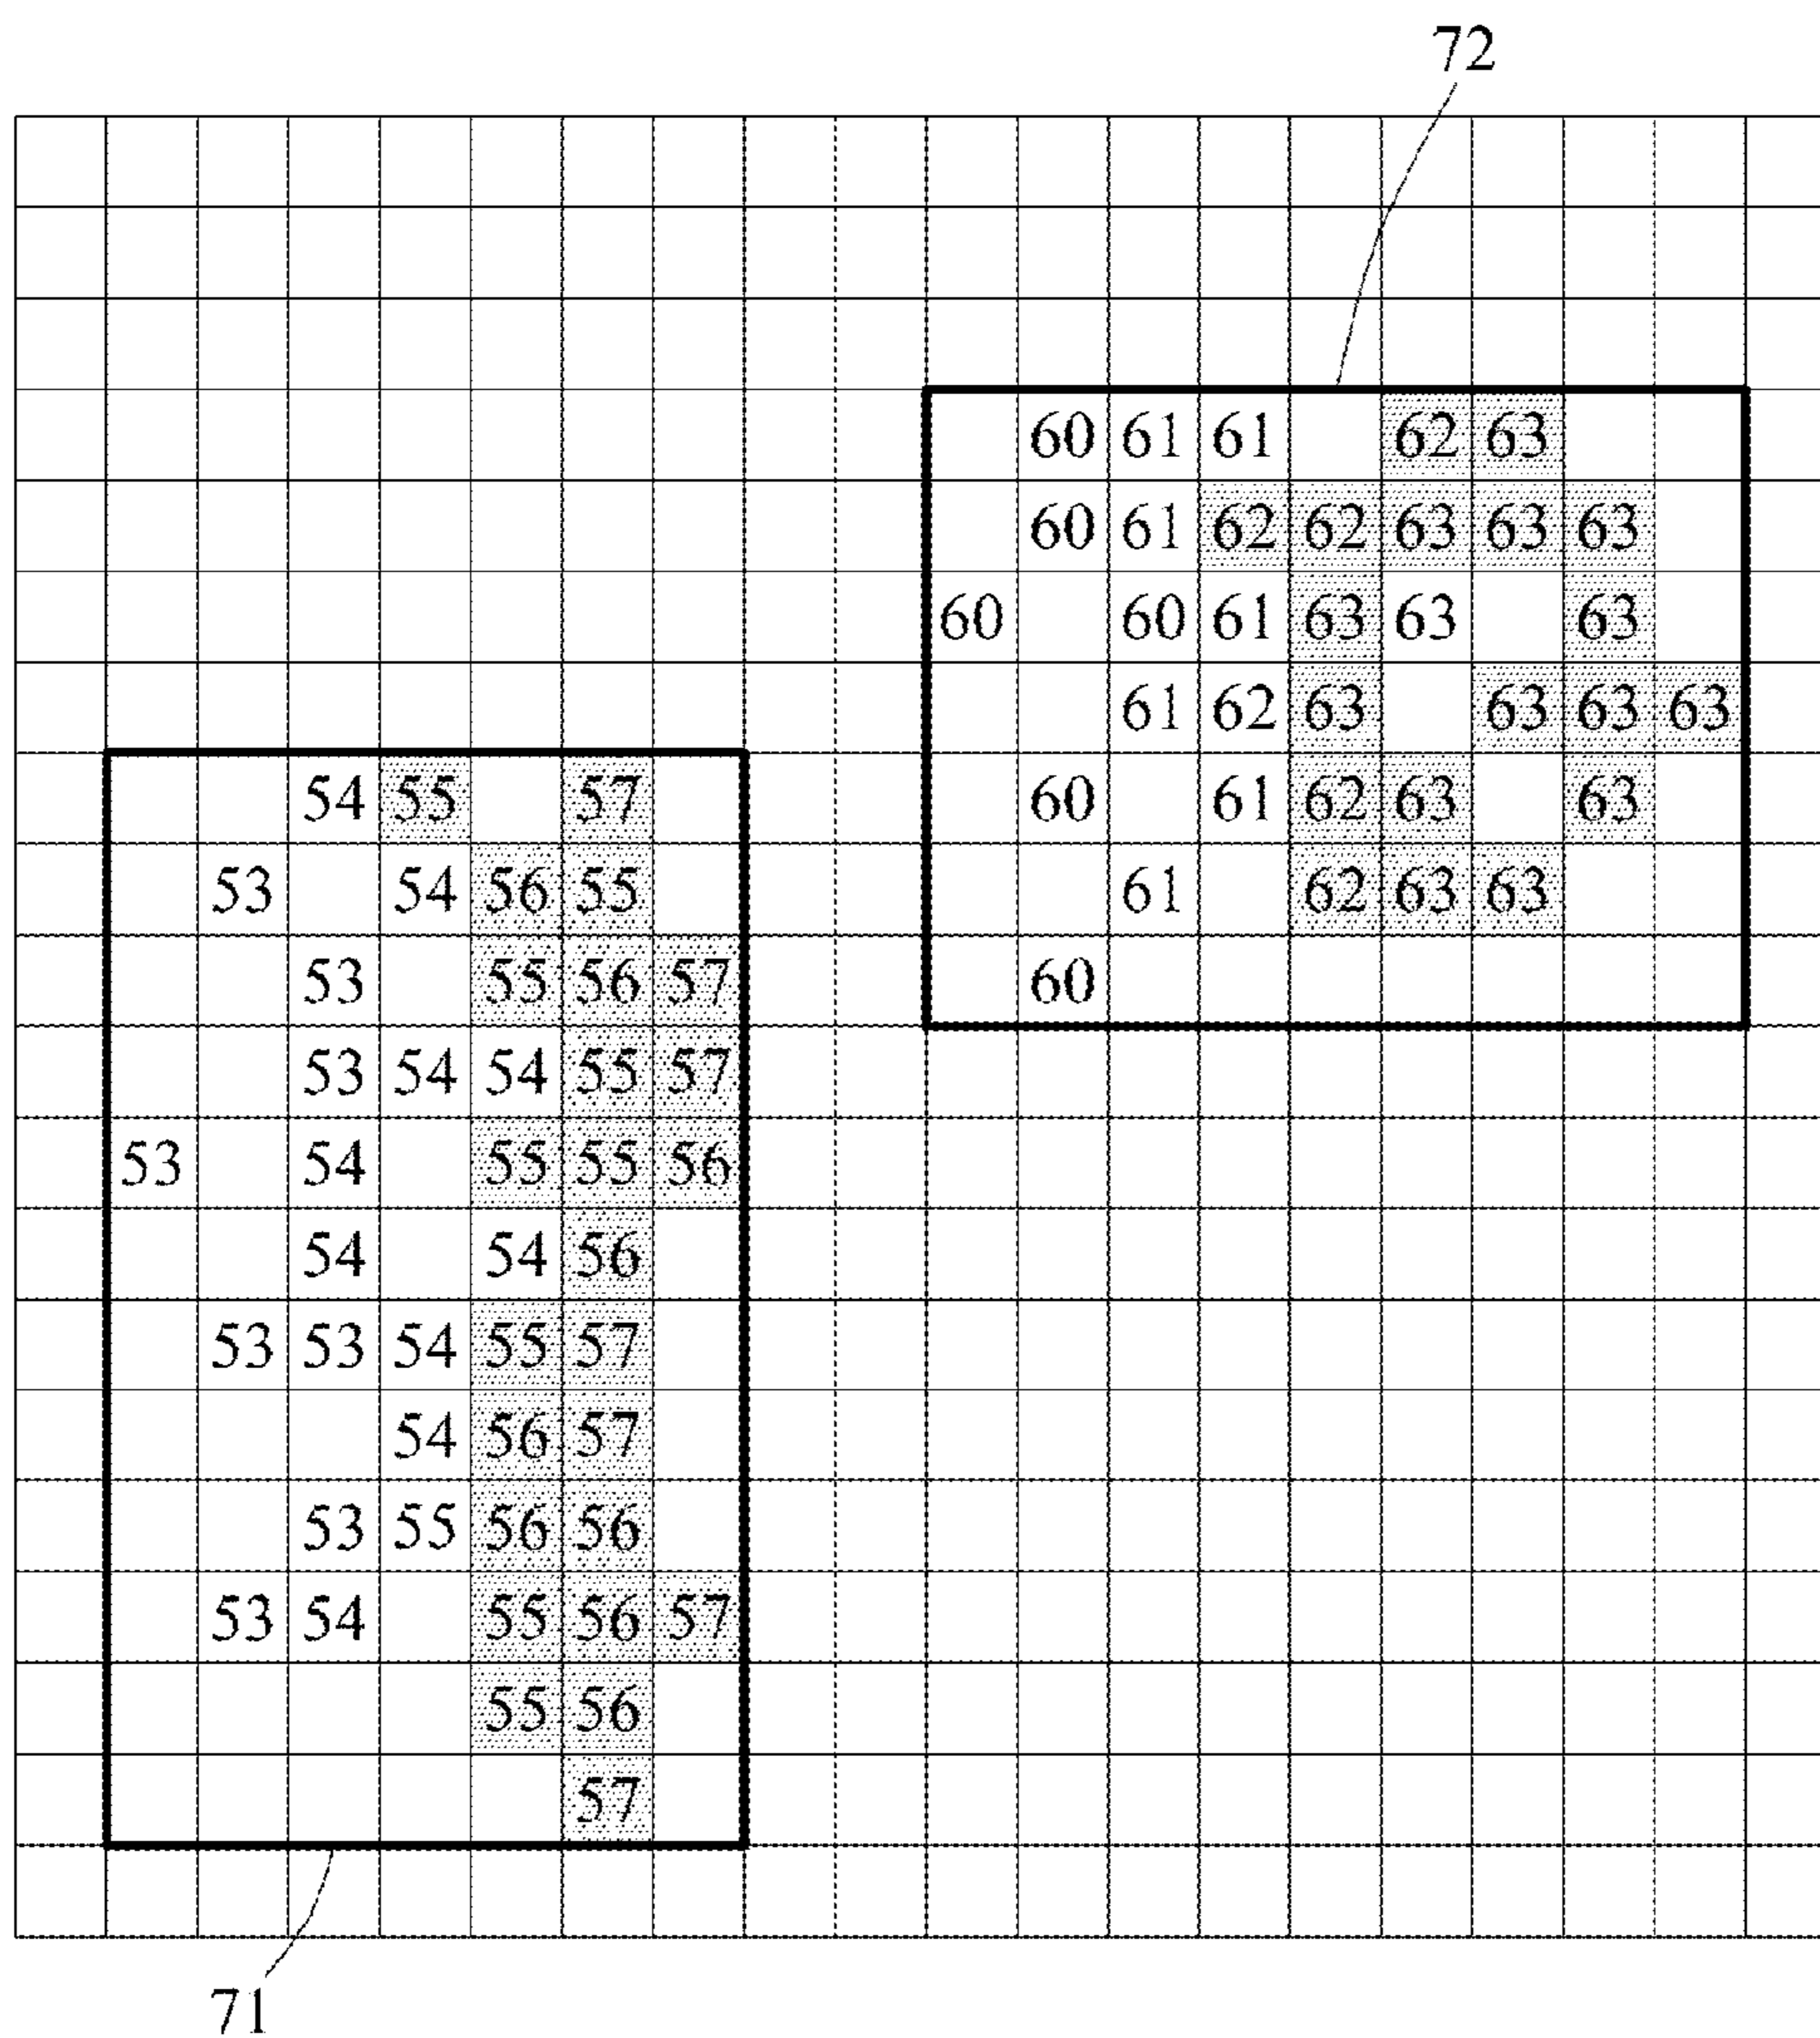 72
60 61 61 62 63
60 61 62 62 63 63 63
60 60 61 63 63 63
61 62 63 63 63 63
54 55 57 60 61 62 63 63
53 54 56 55 61 62 63 63
53 55 56 57 60
53 54 54 55 57
53 54 55 55 56
54 54 56
53 53 54 55 57
54 56 57
53 55 56 56
53 54 55 56 57
55 56
57
71